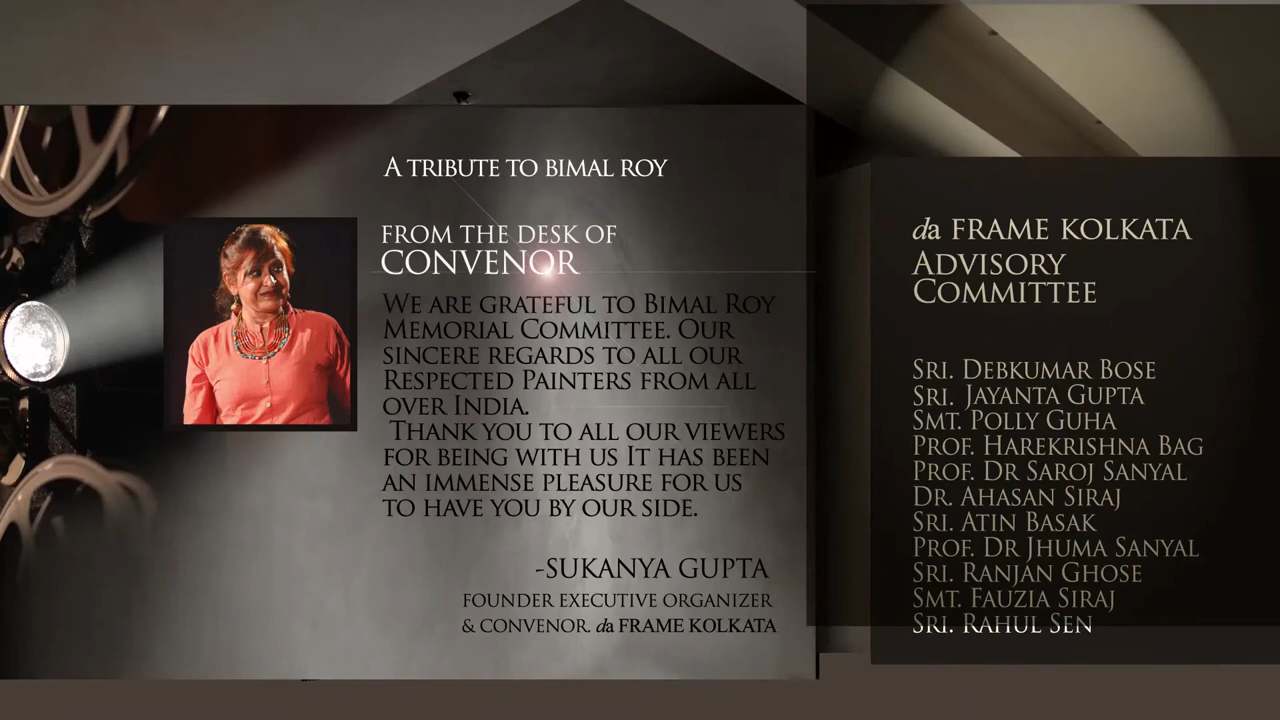 A TRIBUTE TO BIMAL ROY
FROM THE DESK OF
CONVENOR
WE ARE GRATEFUL TO BIMAL ROY
MEMORIAL COMMITTEE. OUR
SINCERE REGARDS TO ALL OUR
RESPECTED PAINTERS FROM ALL
OVER INDIA.
THANK YOU TO ALL OUR VIEWERS
FOR BEING WITH US IT HAS BEEN
AN IMMENSE PLEASURE FOR US
TO HAVE YOU BY OUR SIDE.
-SUKANYA GUPTA
FOUNDER EXECUTIVE ORGANIZER
& CONVENOR. da FRAME KOLKATA
da FRAME KOLKATA
ADVISORY
COMMITTEE
SRI. DEBKUMAR BOSE
SRI. JAYANTA GUPTA
SMT. POLLY GUHA
PROF. HAREKRISHNA BAG
PROF. DR SAROJ SANYAL
DR. AHASAN SIRAJ
SRI. ATIN BASAK
PROF. DR JHUMA SANYAL
SRI. RANJAN GHOSE
SMT. FAUZIA SIRAJ
SRI. RAHUL SEN